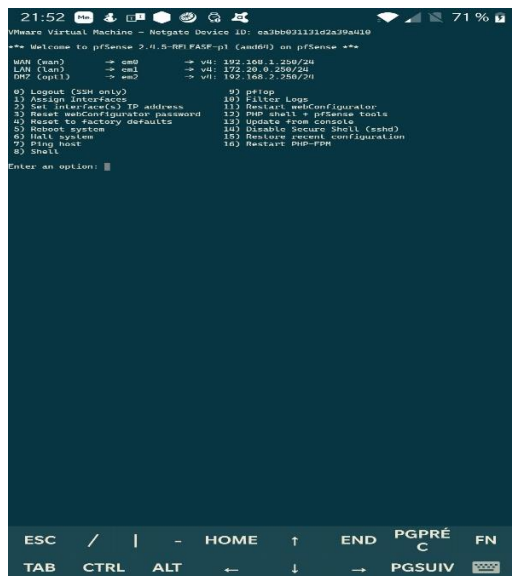 21:52
71 %
VMware Virtual Machine - Netgate Device ID: ea3bb031131d2a39a410
*** Welcome to pfSense 2.4.5-RELEASE-p1 (amd64) on pfSense ***
WAN (wan) -> em0 -> v4: 192.168.1.250/24
LAN (lan) -> em1 -> v4: 172.20.0.250/24
DMZ (opt1) -> em2 -> v4: 192.168.2.250/24
0) Logout (SSH only) 9) pfTop
1) Assign Interfaces 10) Filter Logs
2) Set interface(s) IP address 11) Restart webConfigurator
3) Reset webConfigurator password 12) PHP shell + pfSense tools
4) Reset to factory defaults 13) Update from console
5) Reboot system 14) Disable Secure Shell (sshd)
6) Halt system 15) Restore recent configuration
7) Ping host 16) Restart PHP-FPM
8) Shell
Enter an option:
ESC / | - HOME ↑ END PGPRÉC FN
TAB CTRL ALT ← ↓ → PGSUIV